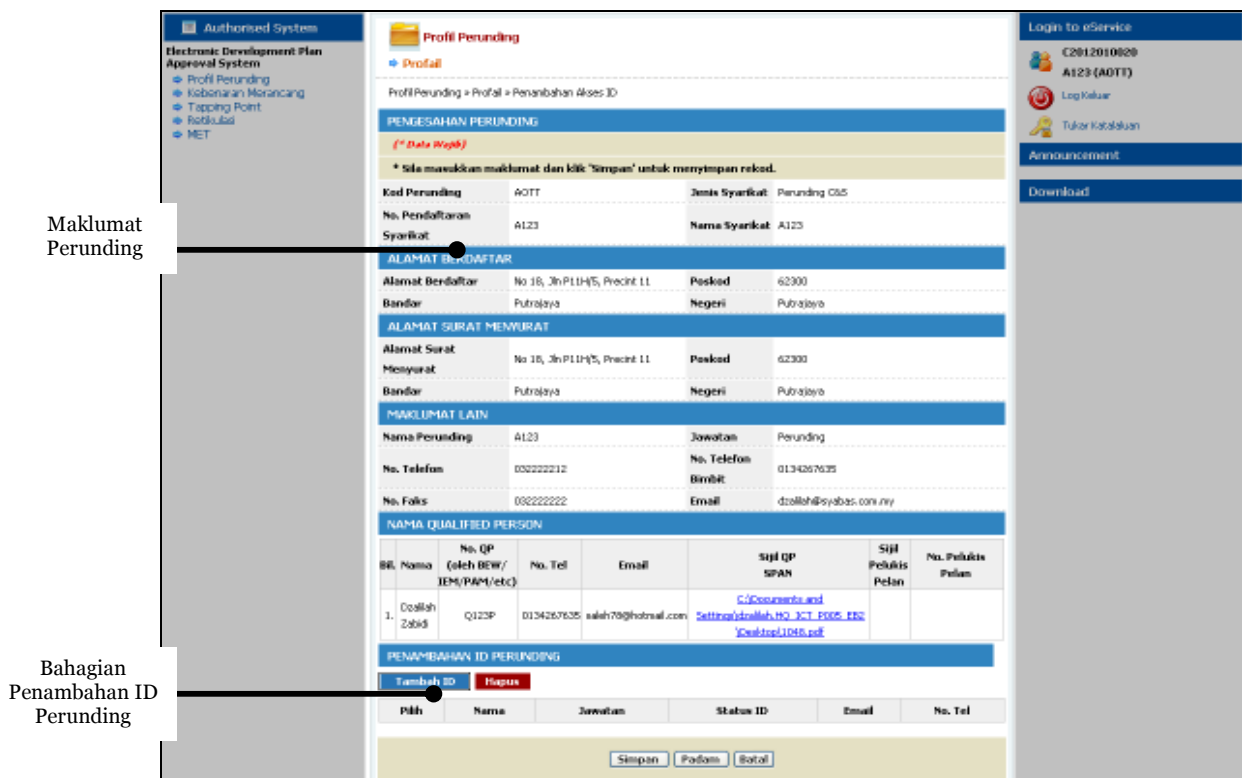 Authorised System
Electronic Development Plan
Approval System
Profil Perunding
Kebenaran Merancang
Tapping Point
Retikulasi
MET
Maklumat
Perunding
Bahagian
Penambahan ID
Perunding
Profil Perunding
Profail
Profil Perunding » Profail » Penambahan Akses ID
PENGESAHAN PERUNDING
(* Data Wajib)
* Sila masukkan maklumat dan klik 'Simpan' untuk menyimpan rekod.
Kod Perunding AOTT Jenis Syarikat Perunding C&S
No. Pendaftaran
Syarikat A123 Nama Syarikat A123
ALAMAT BERDAFTAR
Alamat Berdaftar No 18, Jln P11H/5, Precint 11 Poskod 62300
Bandar Putrajaya Negeri Putrajaya
ALAMAT SURAT MENYURAT
Alamat Surat
Menyurat No 18, Jln P11H/5, Precint 11 Poskod 62300
Bandar Putrajaya Negeri Putrajaya
MAKLUMAT LAIN
Nama Perunding A123 Jawatan Perunding
No. Telefon 032222212 No. Telefon
Bimbit 0134267635
No. Faks 032222222 Email dzalilah@syabas.com.my
NAMA QUALIFIED PERSON
Bil. Nama No. QP
(oleh BEW/
IEM/PAM/etc) No. Tel Email Sijil QP
SPAN Sijil
Pelukis
Pelan No. Pelukis
Pelan
1. Dzalilah
Zabidi Q123P 0134267635 saleh78@hotmail.com C:\Documents and
Settings\dzalilah.HQ_ICT_P005_EB2
\Desktop\1048.pdf
PENAMBAHAN ID PERUNDING
Tambah ID Hapus
Pilih Nama Jawatan Status ID Email No. Tel
Simpan Padam Batal
Login to eService
C2012010020
A123 (AOTT)
Log Keluar
Tukar Katalaluan
Announcement
Download